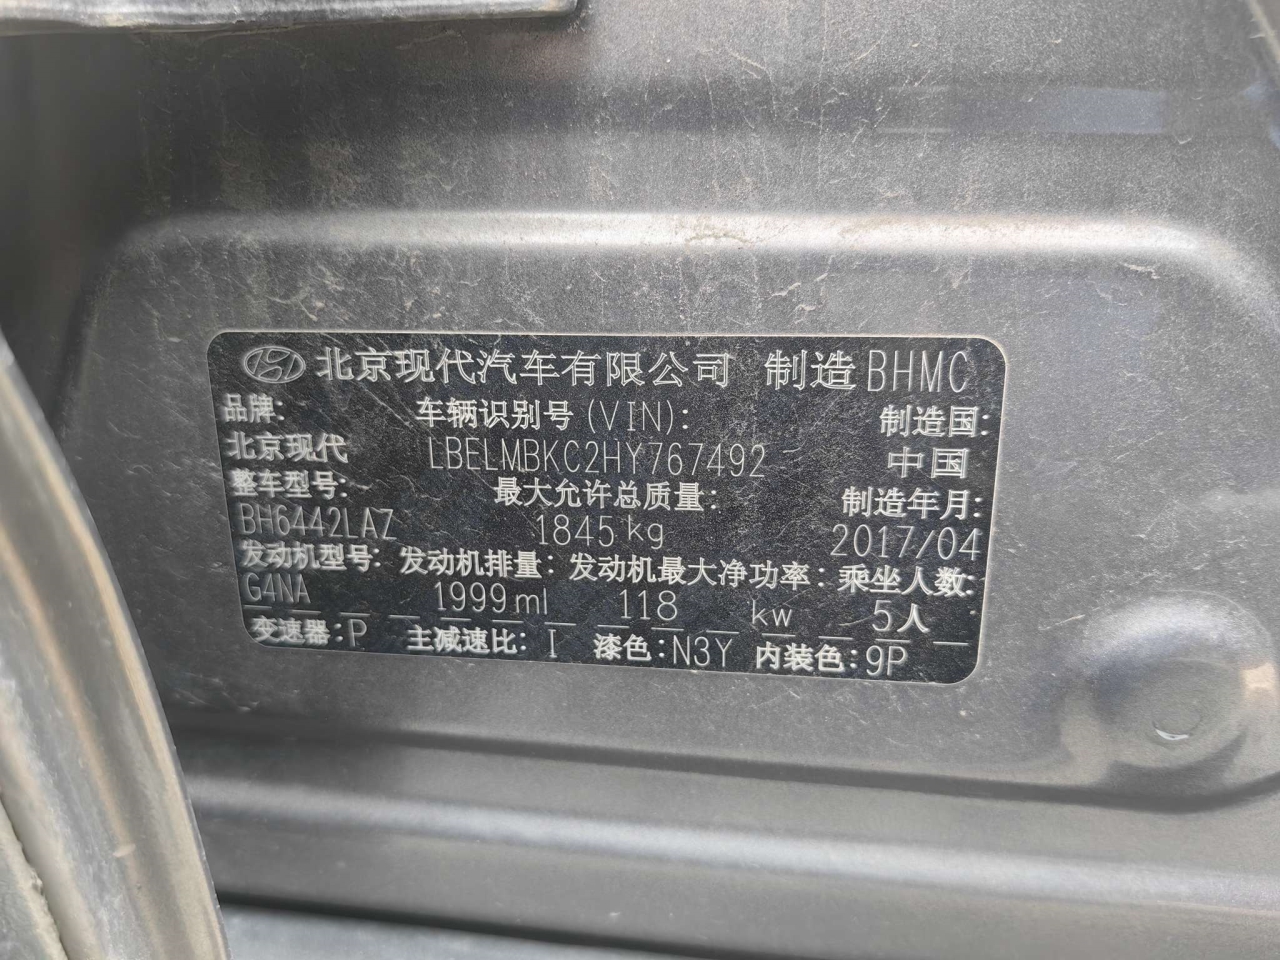 北京现代汽车有限公司 制造 BHMC
品牌: 车辆识别号(VIN): 制造国:
北京现代 LBELMBKC2HY767492 中国
整车型号: 最大允许总质量: 制造年月:
BH6442LAZ 1845kg 2017/04
发动机型号: 发动机排量: 发动机最大净功率: 乘坐人数:
G4NA 1999ml 118 kw 5人
变速器:P 主减速比: I 漆色:N3Y 内装色:9P